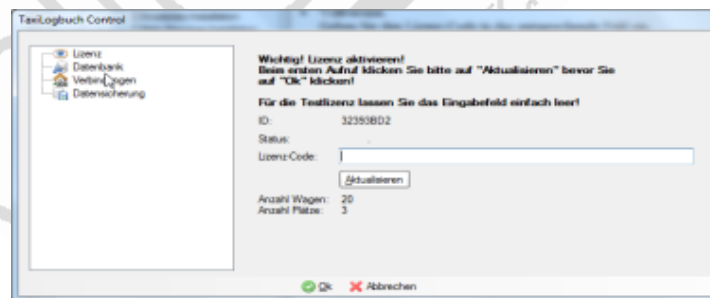 TaxiLogbuch Control
Lizenz
Datenbank
Verbindungen
Datensicherung
Wichtig! Lizenz aktivieren!
Beim ersten Aufruf klicken Sie bitte auf "Aktualisieren" bevor Sie
auf "Ok" klicken!
Für die Testlizenz lassen Sie das Eingabefeld einfach leer!
ID: 32393BD2
Status:
Lizenz-Code:
Aktualisieren
Anzahl Wagen: 20
Anzahl Plätze: 3
Ok Abbrechen